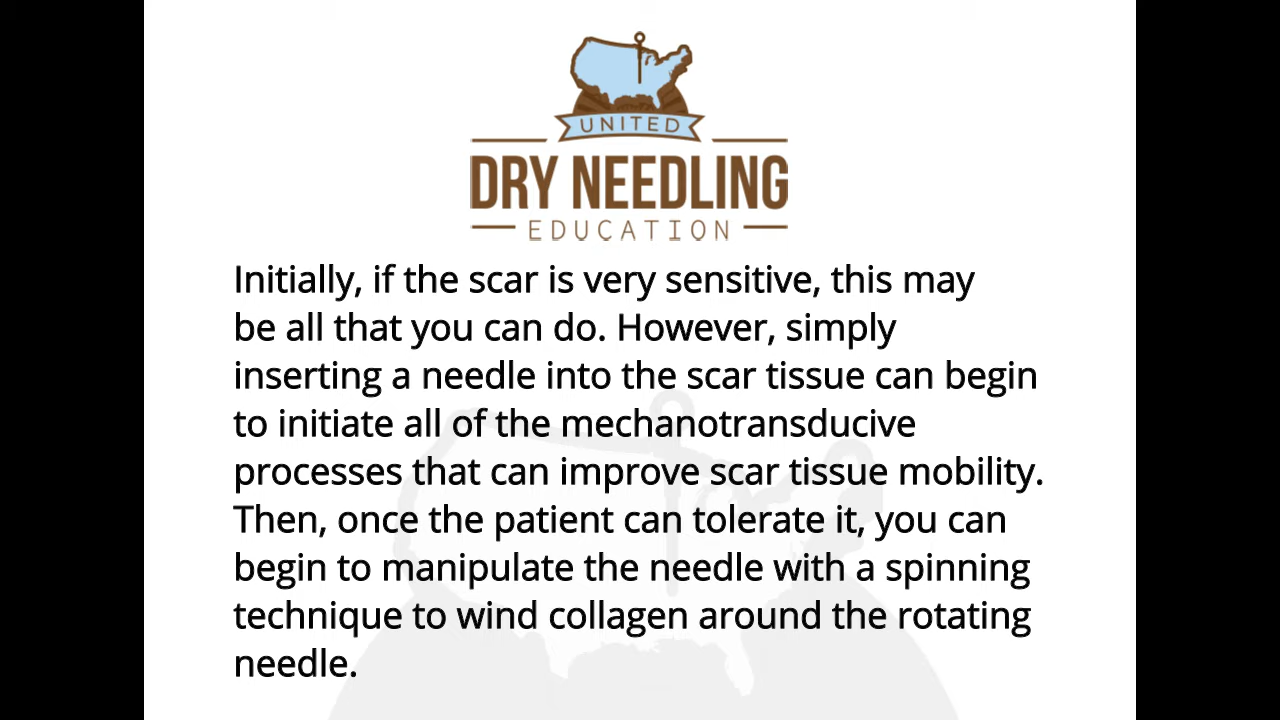 UNITED
DRY NEEDLING
EDUCATION
Initially, if the scar is very sensitive, this may
be all that you can do. However, simply
inserting a needle into the scar tissue can begin
to initiate all of the mechanotransducive
processes that can improve scar tissue mobility.
Then, once the patient can tolerate it, you can
begin to manipulate the needle with a spinning
technique to wind collagen around the rotating
needle.